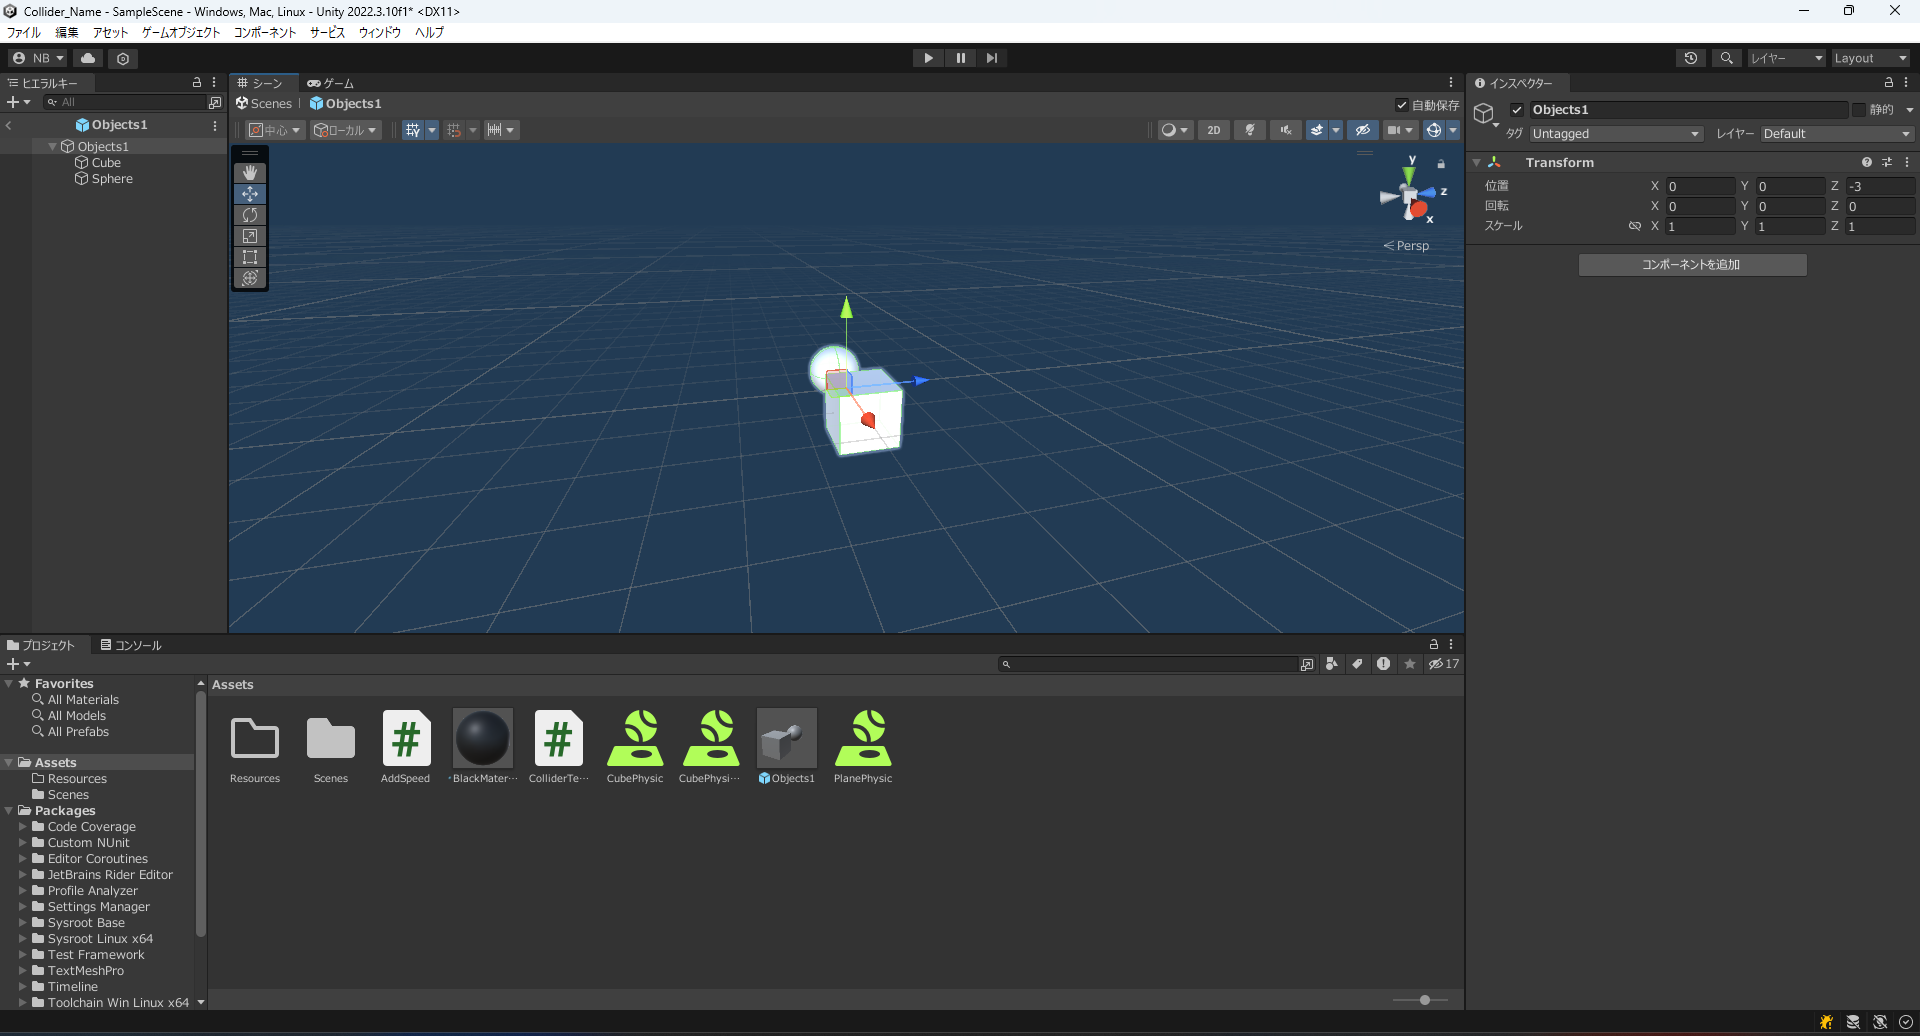 Collider_Name - SampleScene - Windows, Mac, Linux - Unity 2022.3.10f1* <DX11>
ファイル 編集 アセット ゲームオブジェクト コンポーネント サービス ウィンドウ ヘルプ
NB レイヤー Layout
ヒエラルキー シーン ゲーム インスペクター
All Scenes Objects1 自動保存 Objects1 静的
Objects1 中心 ローカル 2D タグ Untagged レイヤー Default
Objects1
Cube
Sphere
y z x
Persp
Transform
位置 X 0 Y 0 Z -3
回転 X 0 Y 0 Z 0
スケール X 1 Y 1 Z 1
コンポーネントを追加
プロジェクト コンソール
17
Favorites
All Materials
All Models
All Prefabs
Assets
Resources
Scenes
Packages
Code Coverage
Custom NUnit
Editor Coroutines
JetBrains Rider Editor
Profile Analyzer
Settings Manager
Sysroot Base
Sysroot Linux x64
Test Framework
TextMeshPro
Timeline
Toolchain Win Linux x64
Assets
Resources Scenes AddSpeed BlackMater... ColliderTe... CubePhysic CubePhysi... Objects1 PlanePhysic